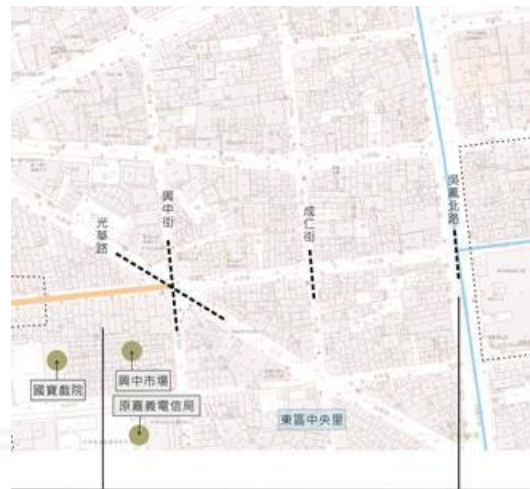 吳鳳北路
成仁街
興中街
光華路
國寶戲院
興中市場
原嘉義電信局
東區中央里